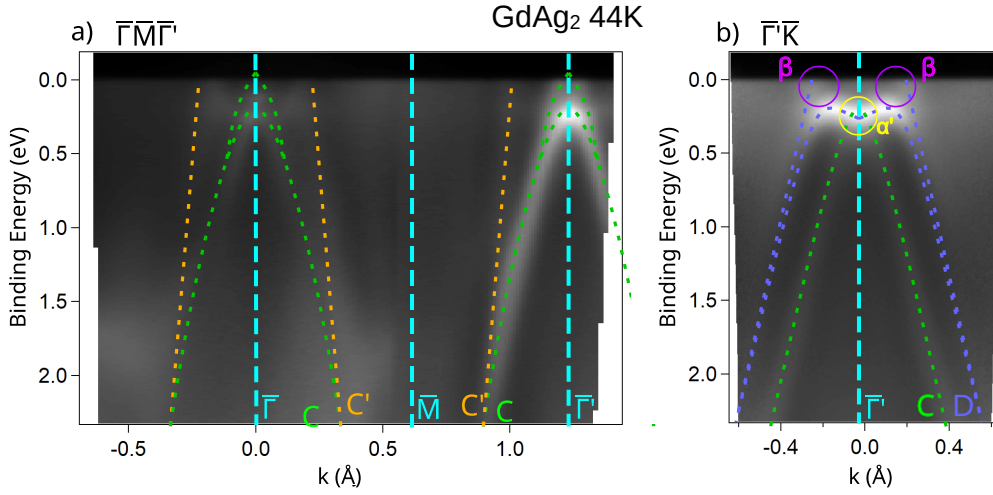 GdAg₂ 44K
a) Γ̅M̅Γ̅'
b) Γ̅'K̅
Binding Energy (eV)
0.0
0.5
1.0
1.5
2.0
Γ̅
C
C'
M̅
C'
C
Γ̅'
-0.5
0.0
0.5
1.0
k (Å)
Binding Energy (eV)
0.0
0.5
1.0
1.5
2.0
β
β
α'
Γ̅'
C
D
-0.4
0.0
0.4
k (Å)